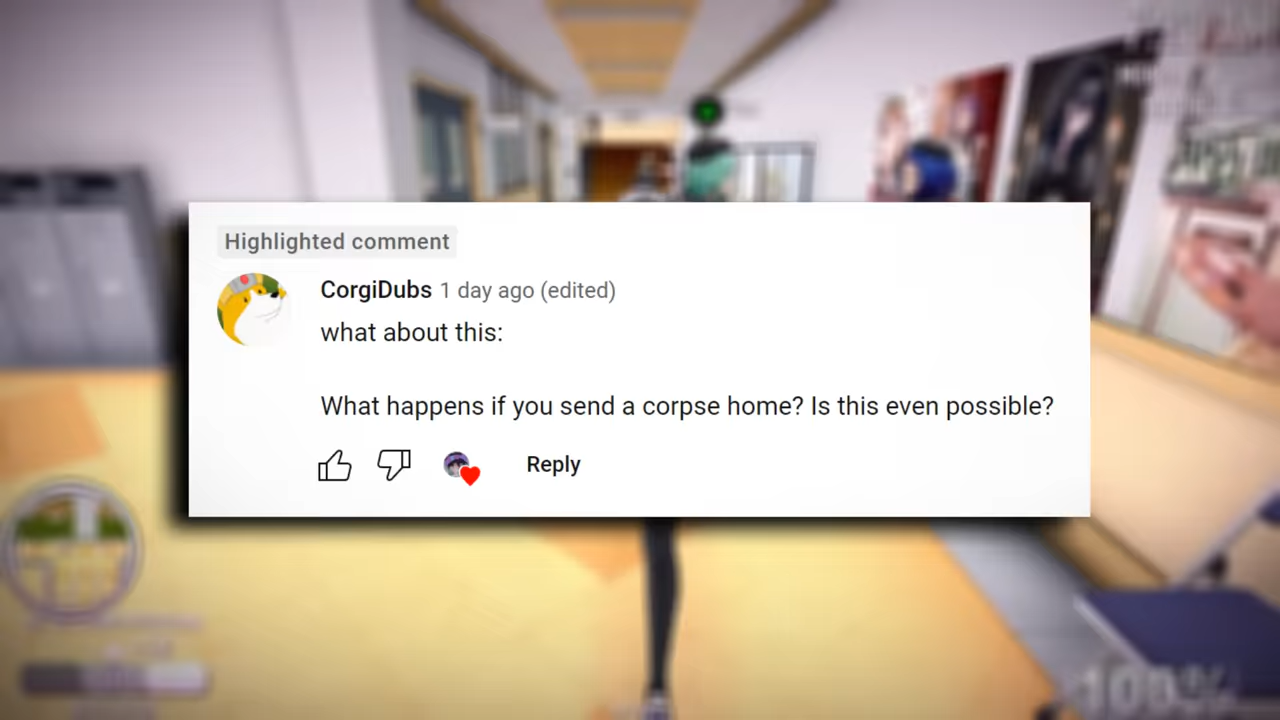 Highlighted comment
CorgiDubs 1 day ago (edited)
what about this:
What happens if you send a corpse home? Is this even possible?
Reply
100%